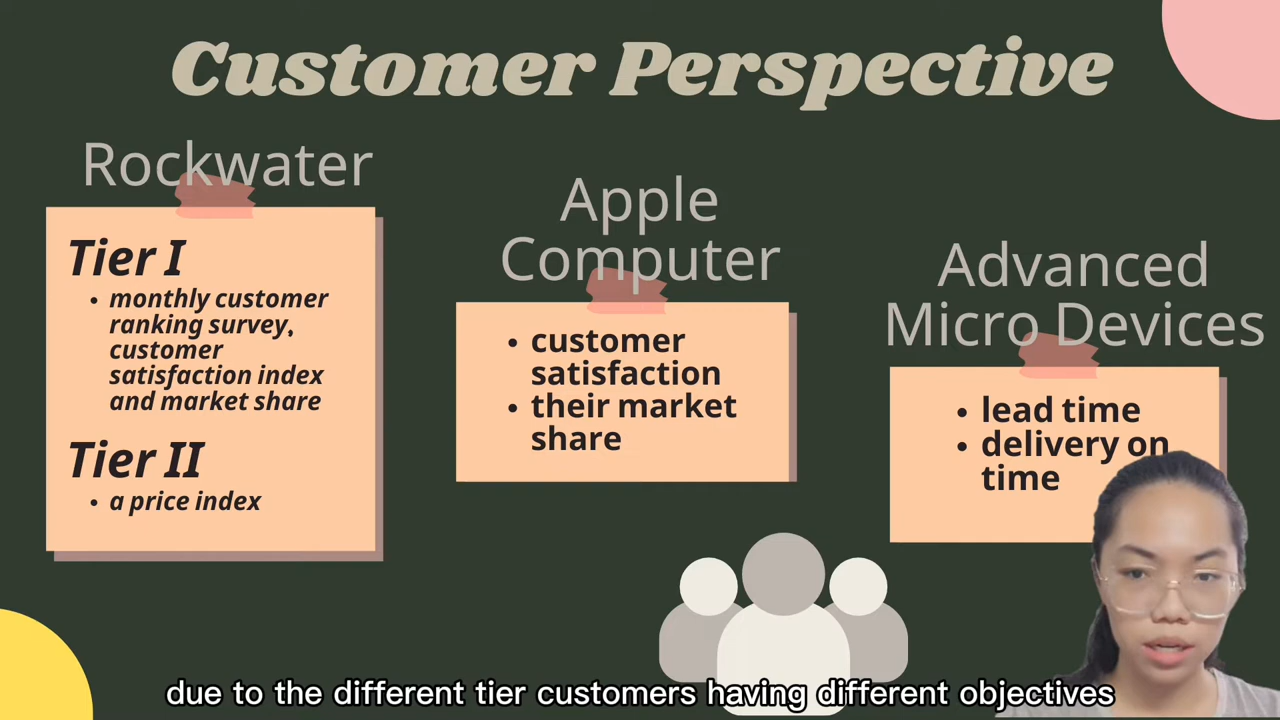 Customer Perspective
Rockwater
Tier I
• monthly customer
ranking survey,
customer
satisfaction index
and market share
Tier II
• a price index
Apple
Computer
• customer
satisfaction
• their market
share
Advanced
Micro Devices
• lead time
• delivery on
time
due to the different tier customers having different objectives